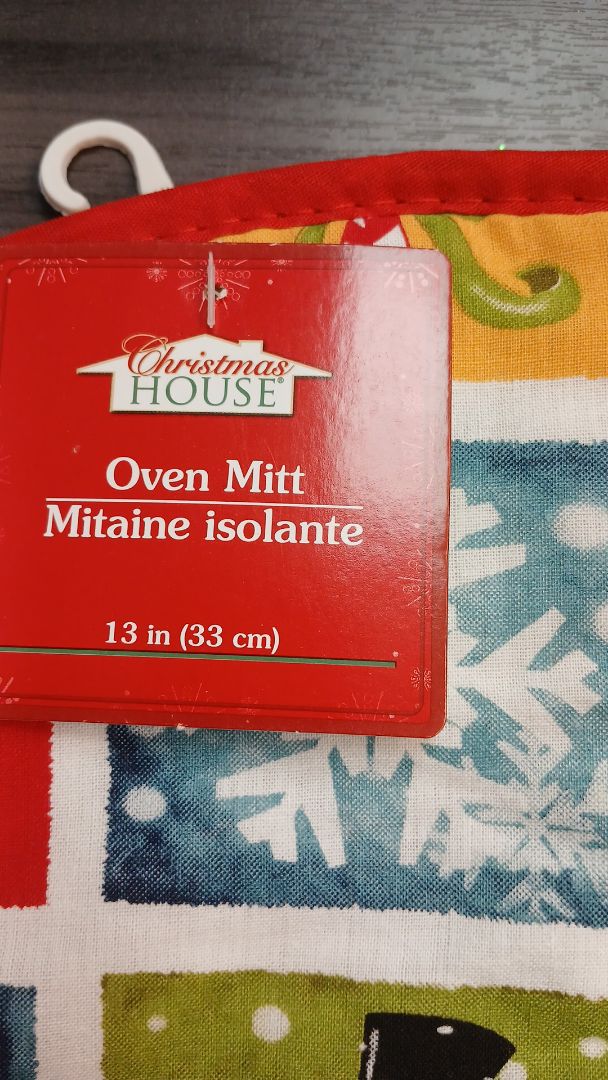 Christmas
HOUSE®
Oven Mitt
Mitaine isolante
13 in (33 cm)